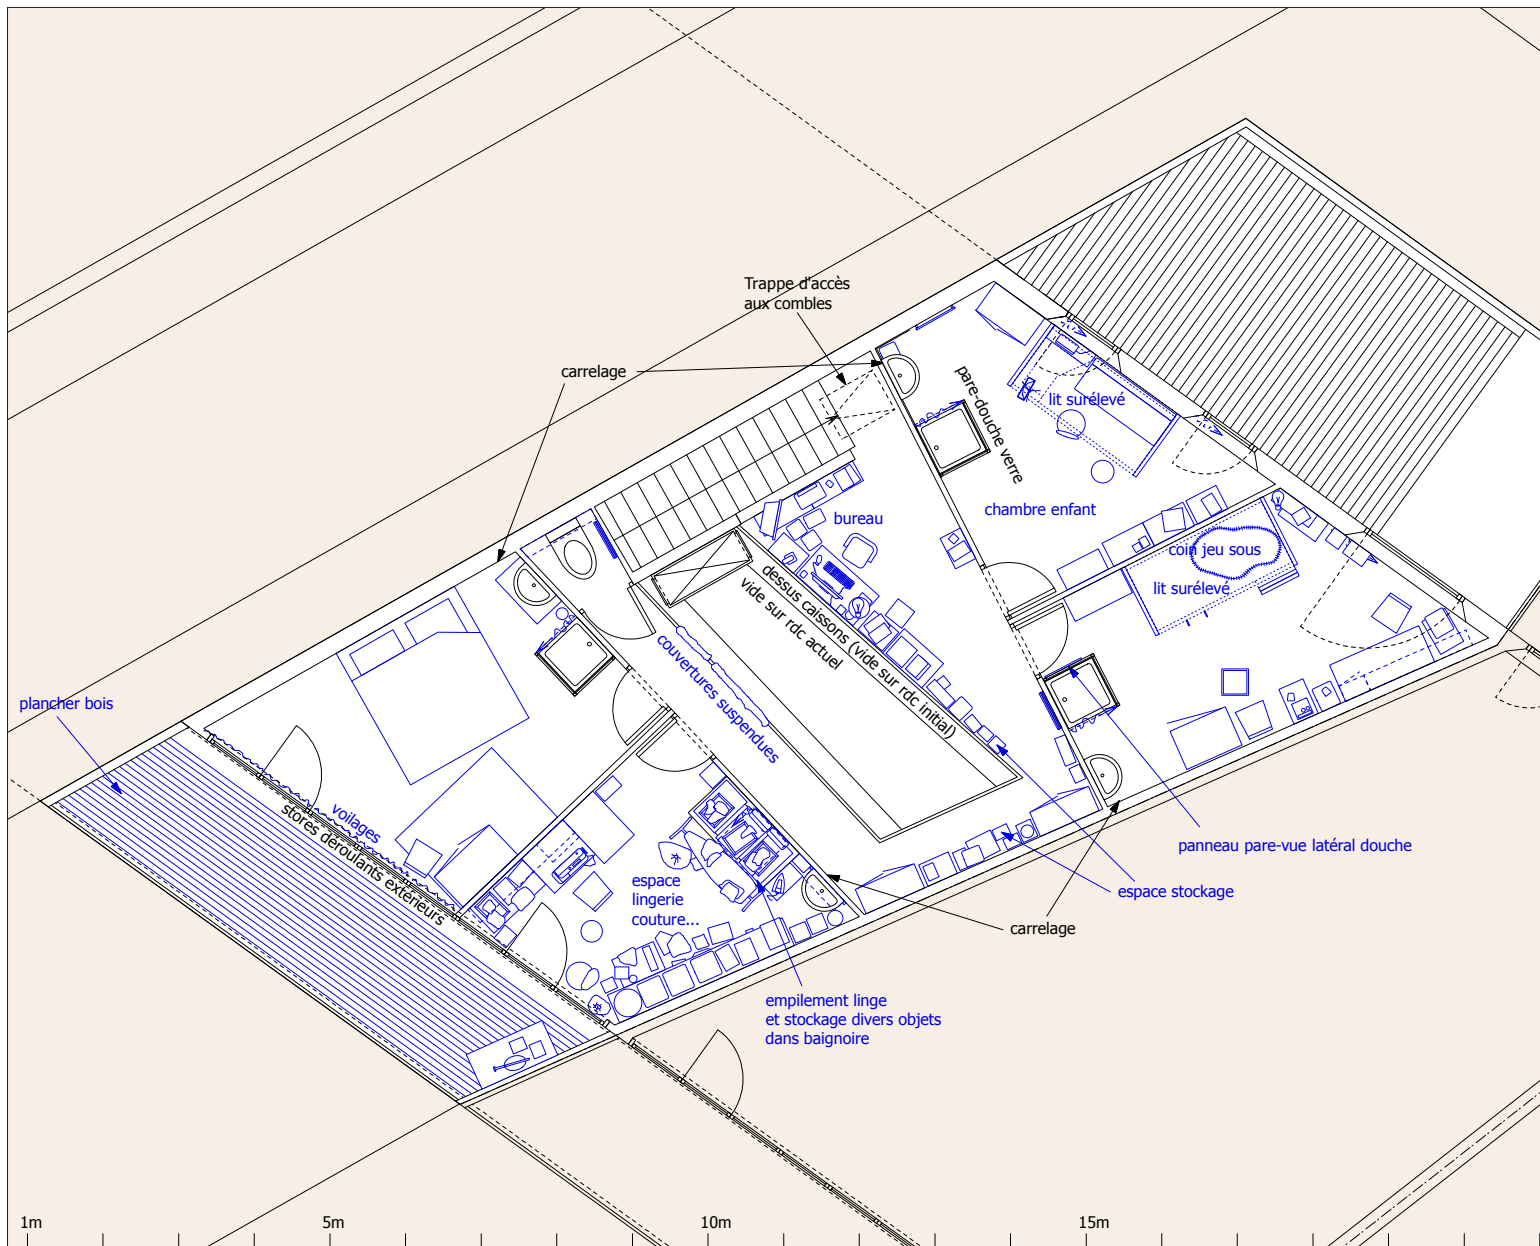 Trappe d'accès
aux combles
carrelage
pare-douche verre
lit surélevé
bureau
chambre enfant
coin jeu sous
lit surélevé
dessus caissons (vide sur rdc initial)
vide sur rdc actuel
couvertures suspendues
plancher bois
voilages
stores déroulants extérieurs
espace
lingerie
couture...
panneau pare-vue latéral douche
espace stockage
carrelage
empilement linge
et stockage divers objets
dans baignoire
1m
5m
10m
15m